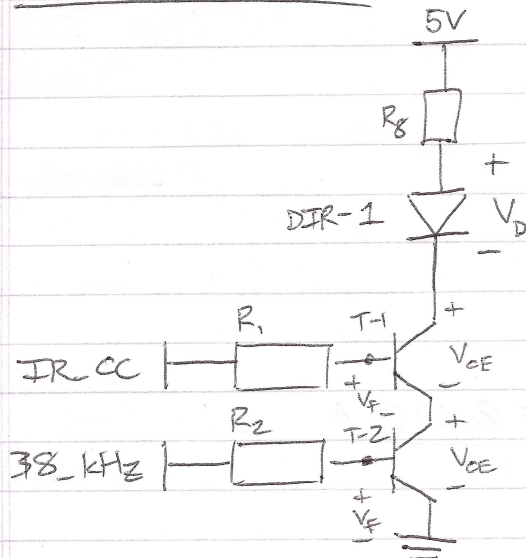 5V
R8
+
DIR-1
VD
-
R1
T-1
+
IR_CC
VCE
+
VF
-
-
R2
T-2
+
38_kHz
VCE
+
VF
-
-